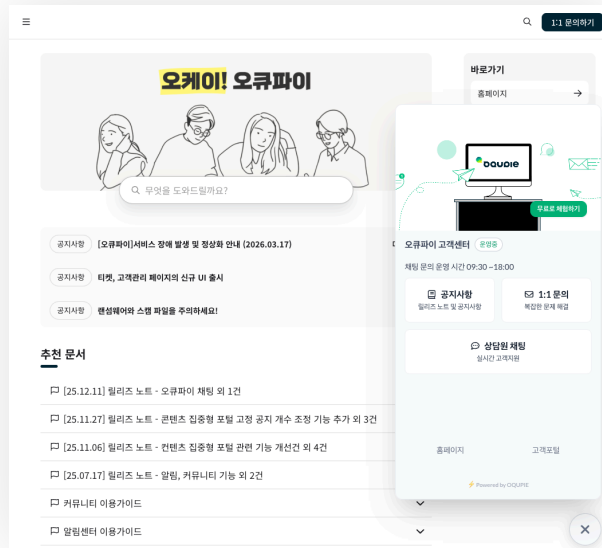 1:1 문의하기
오케이! 오큐파이
무엇을 도와드릴까요?
바로가기
홈페이지
공지사항 [오큐파이]서비스 장애 발생 및 정상화 안내 (2026.03.17)
공지사항 티켓, 고객관리 페이지의 신규 UI 출시
공지사항 랜섬웨어와 스캠 파일을 주의하세요!
추천 문서
[25.12.11] 릴리즈 노트 - 오큐파이 채팅 외 1건
[25.11.27] 릴리즈 노트 - 콘텐츠 집중형 포털 고정 공지 개수 조정 기능 추가 외 3건
[25.11.06] 릴리즈 노트 - 컨텐츠 집중형 포털 관련 기능 개선건 외 4건
[25.07.17] 릴리즈 노트 - 알림, 커뮤니티 기능 외 2건
커뮤니티 이용가이드
알림센터 이용가이드
OQUPIE
무료로 체험하기
오큐파이 고객센터 운영중
채팅 문의 운영 시간 09:30 ~18:00
공지사항
릴리즈 노트 및 공지사항
1:1 문의
복잡한 문제 해결
상담원 채팅
실시간 고객지원
홈페이지
고객포털
Powered by OQUPIE